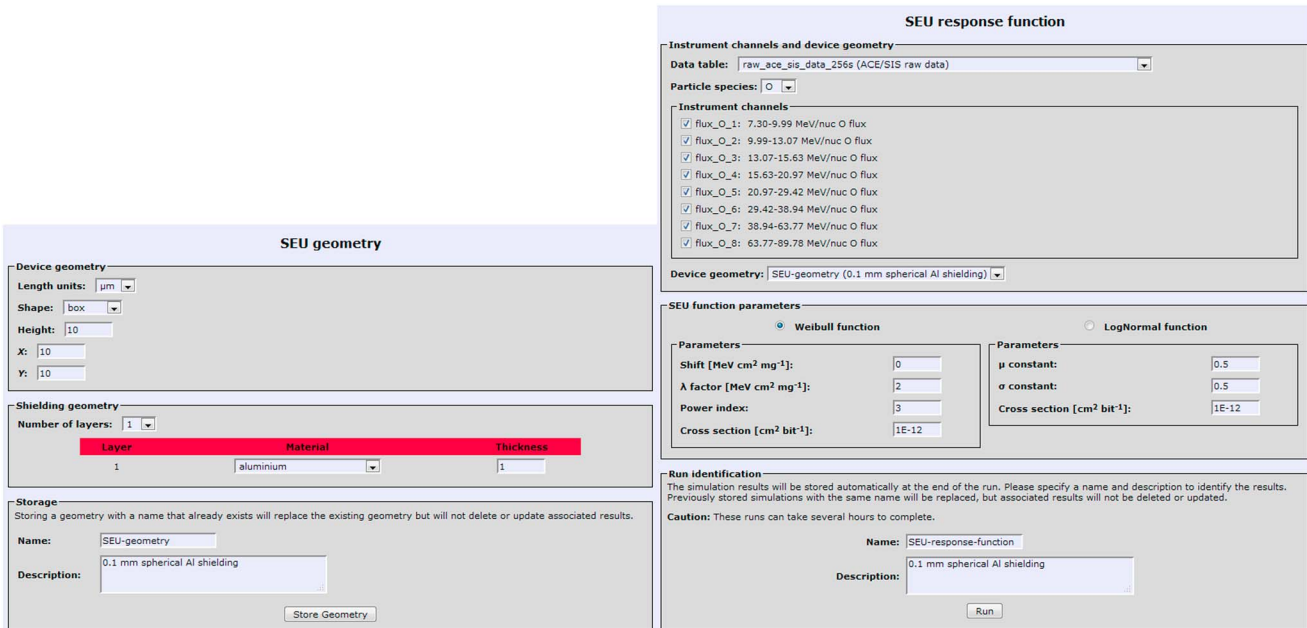 SEU geometry
Device geometry
Length units: µm
Shape: box
Height: 10
X: 10
Y: 10
Shielding geometry
Number of layers: 1
Layer Material Thickness
1 aluminium 1
Storage
Storing a geometry with a name that already exists will replace the existing geometry but will not delete or update associated results.
Name: SEU-geometry
Description: 0.1 mm spherical Al shielding
Store Geometry
SEU response function
Instrument channels and device geometry
Data table: raw_ace_sis_data_256s (ACE/SIS raw data)
Particle species: O
Instrument channels
flux_O_1: 7.30-9.99 MeV/nuc O flux
flux_O_2: 9.99-13.07 MeV/nuc O flux
flux_O_3: 13.07-15.63 MeV/nuc O flux
flux_O_4: 15.63-20.97 MeV/nuc O flux
flux_O_5: 20.97-29.42 MeV/nuc O flux
flux_O_6: 29.42-38.94 MeV/nuc O flux
flux_O_7: 38.94-63.77 MeV/nuc O flux
flux_O_8: 63.77-89.78 MeV/nuc O flux
Device geometry: SEU-geometry (0.1 mm spherical Al shielding)
SEU function parameters
Weibull function
Parameters
Shift [MeV cm² mg⁻¹]: 0
λ factor [MeV cm² mg⁻¹]: 2
Power index: 3
Cross section [cm² bit⁻¹]: 1E-12
LogNormal function
Parameters
µ constant: 0.5
σ constant: 0.5
Cross section [cm² bit⁻¹]: 1E-12
Run identification
The simulation results will be stored automatically at the end of the run. Please specify a name and description to identify the results.
Previously stored simulations with the same name will be replaced, but associated results will not be deleted or updated.
Caution: These runs can take several hours to complete.
Name: SEU-response-function
Description: 0.1 mm spherical Al shielding
Run